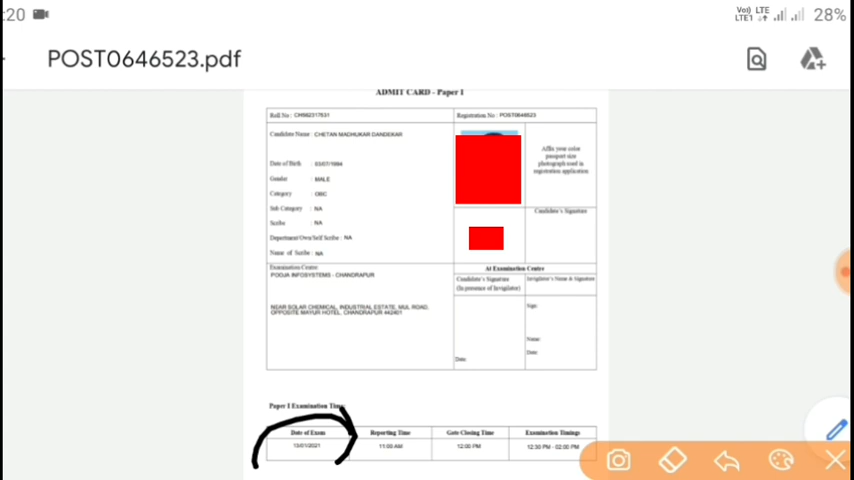 :20 Vo) LTE LTE1 28%
POST0646523.pdf
ADMIT CARD - Paper I
Roll No : CH982317631 Registration No : POST0646523
Candidate Name : CHETAN MADHUKAR DANDEKAR
Date of Birth : 03/07/1994
Gender : MALE
Category : OBC
Sub Category : NA
Scribe : NA
Department/Own/Self Scribe : NA
Name of Scribe : NA
Affix your color
passport size
photograph used in
registration application
Candidate's Signature
Examination Centre
POOJA INFOSYSTEMS - CHANDRAPUR
NEAR SOLAR CHEMICAL, INDUSTRIAL ESTATE, MUL ROAD,
OPPOSITE MAYUR HOTEL, CHANDRAPUR 442401
At Examination Centre
Candidate's Signature
(In presence of Invigilator)
Date
Invigilator's Name & Signature
Sign
Name
Date
Paper I Examination Time:
Date of Exam Reporting Time Gate Closing Time Examination Timings
13/01/2021 11:00 AM 12:00 PM 12:30 PM - 02:00 PM